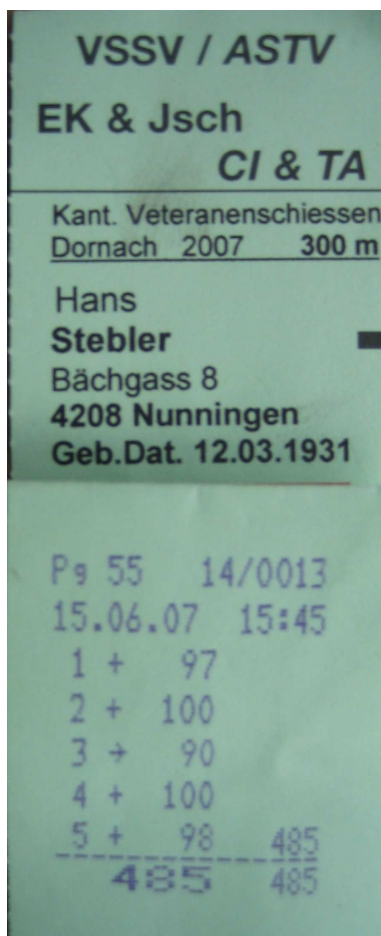 VSSV / ASTV
EK & Jsch
CI & TA
Kant. Veteranenschiessen
Dornach 2007 300 m
Hans
Stebler
Bächgass 8
4208 Nunningen
Geb.Dat. 12.03.1931
Pg 55 14/0013
15.06.07 15:45
1 + 97
2 + 100
3 + 90
4 + 100
5 + 98 485
485 485